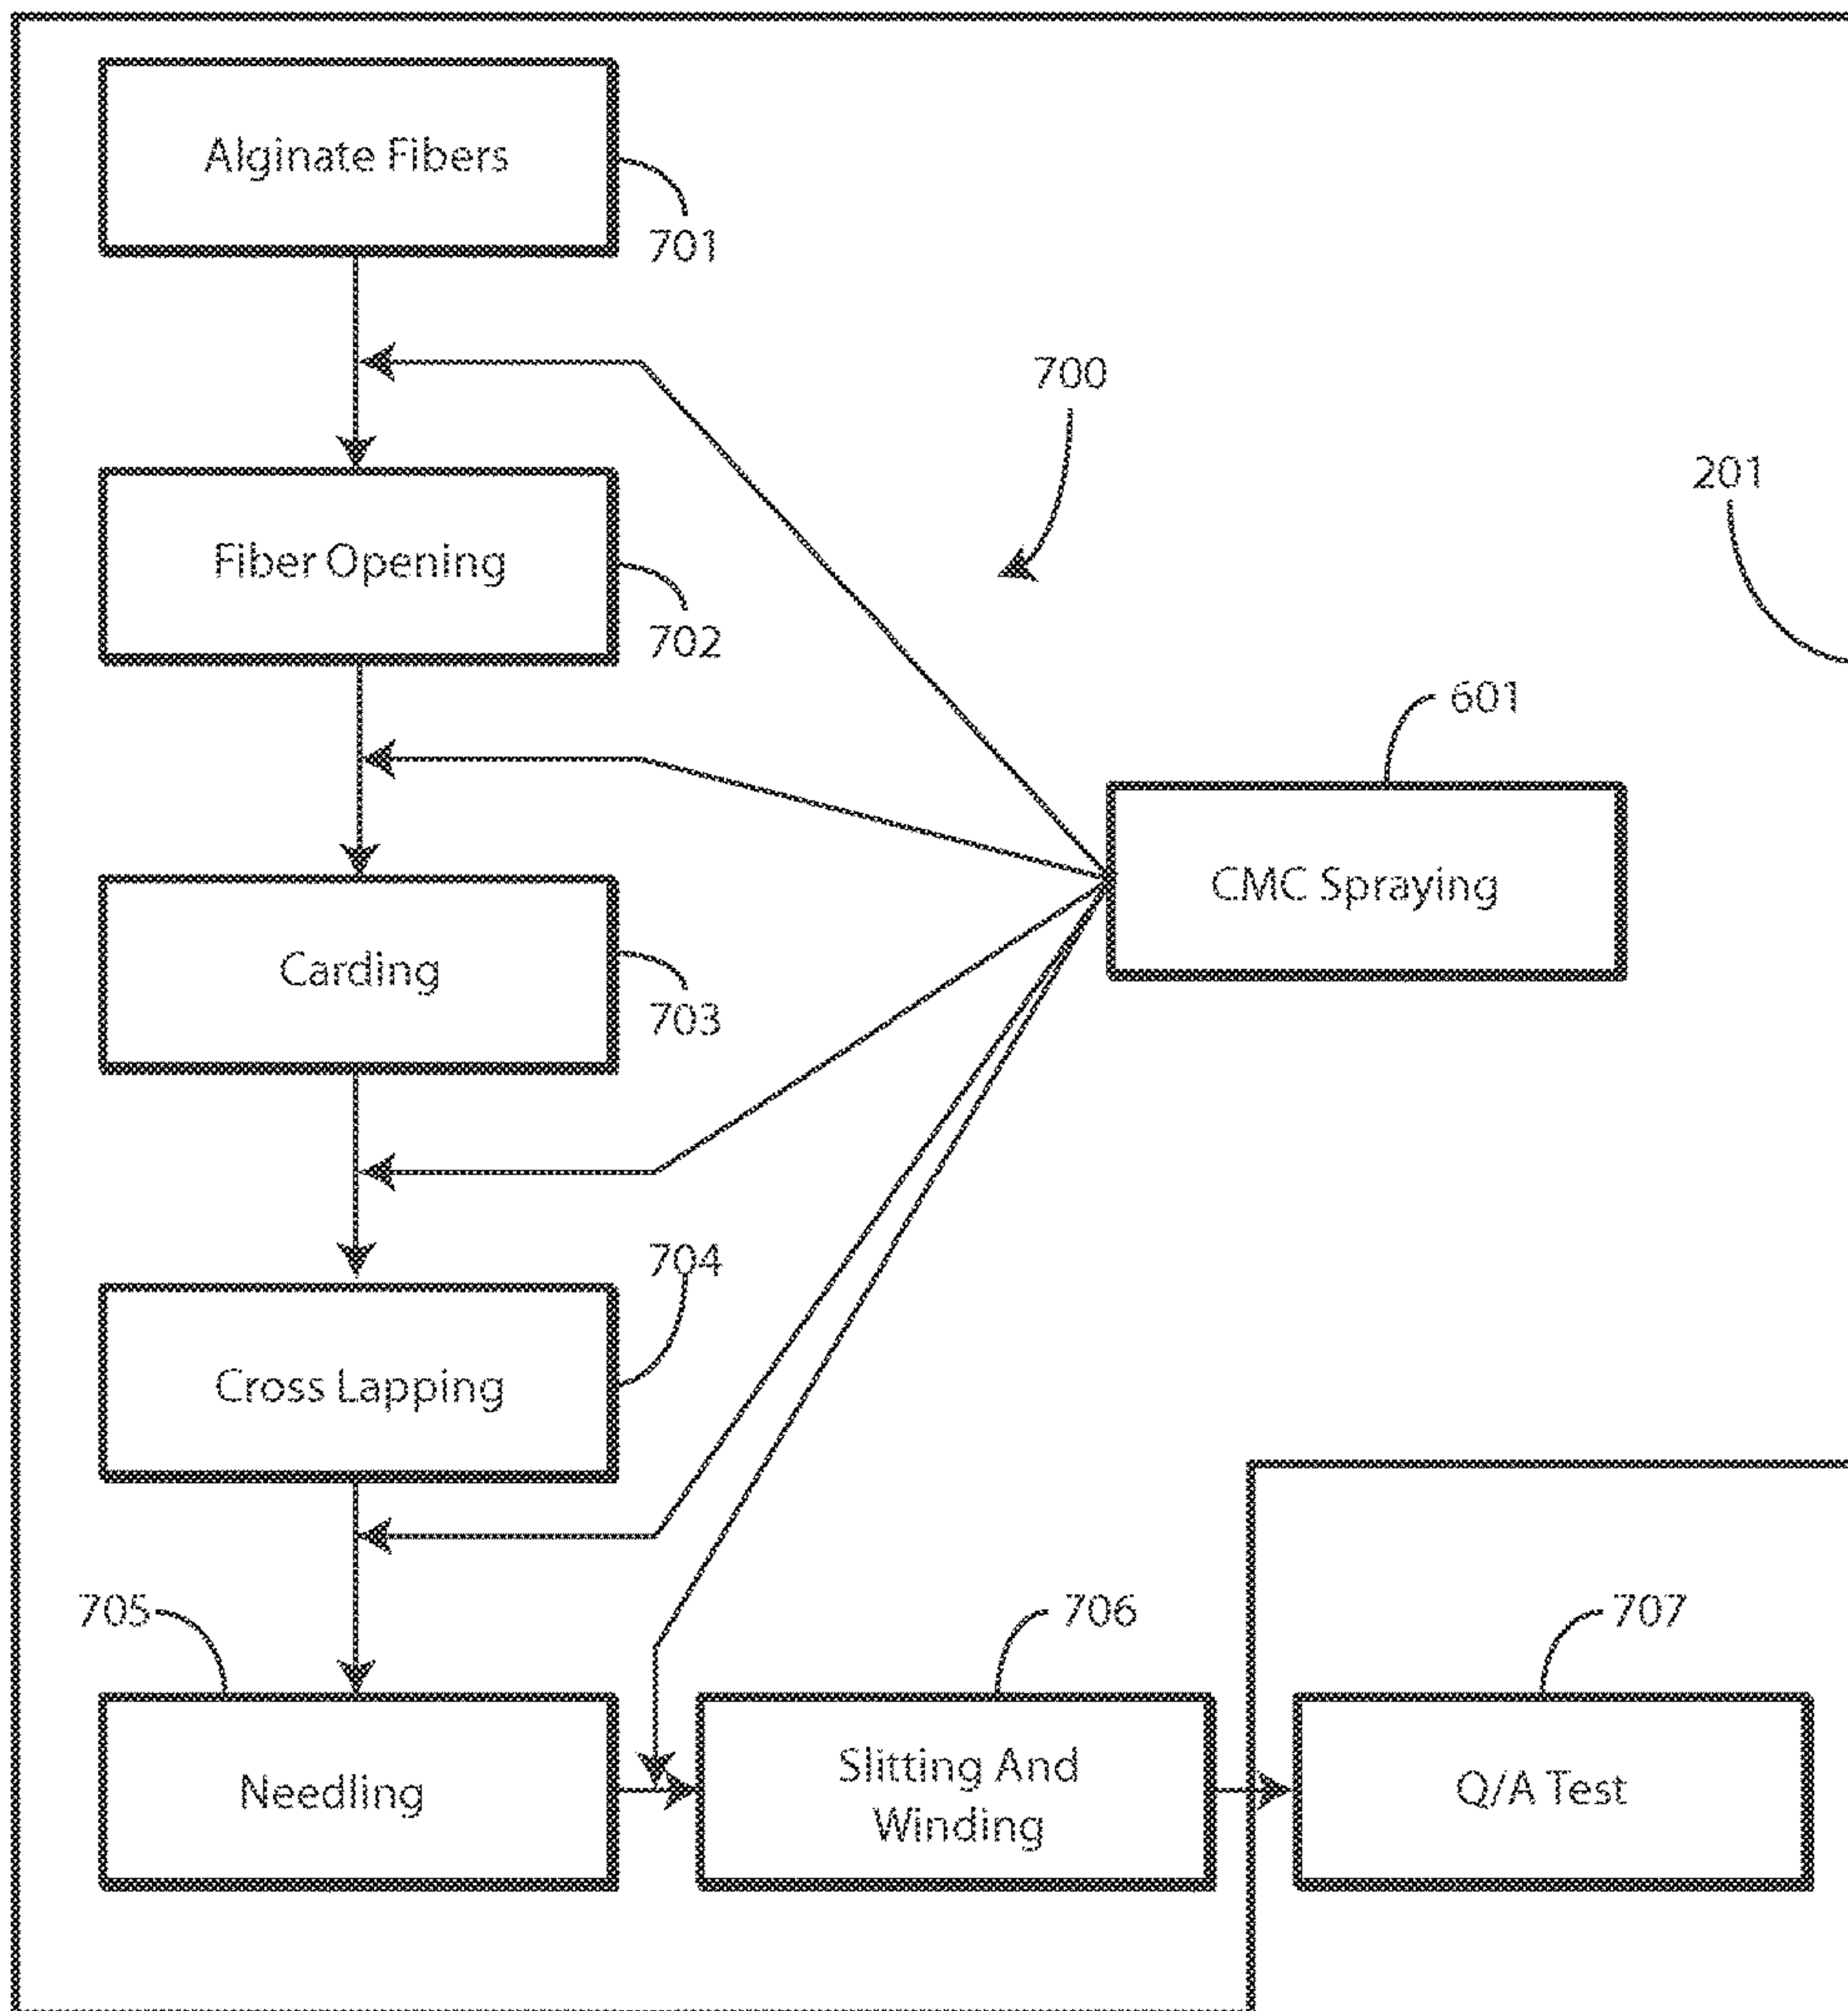 Alginate Fibers
701
700
201
Fiber Opening
702
601
CMC Spraying
Carding
703
704
Cross Lapping
705
706
707
Needling
Slitting And
Winding
Q/A Test